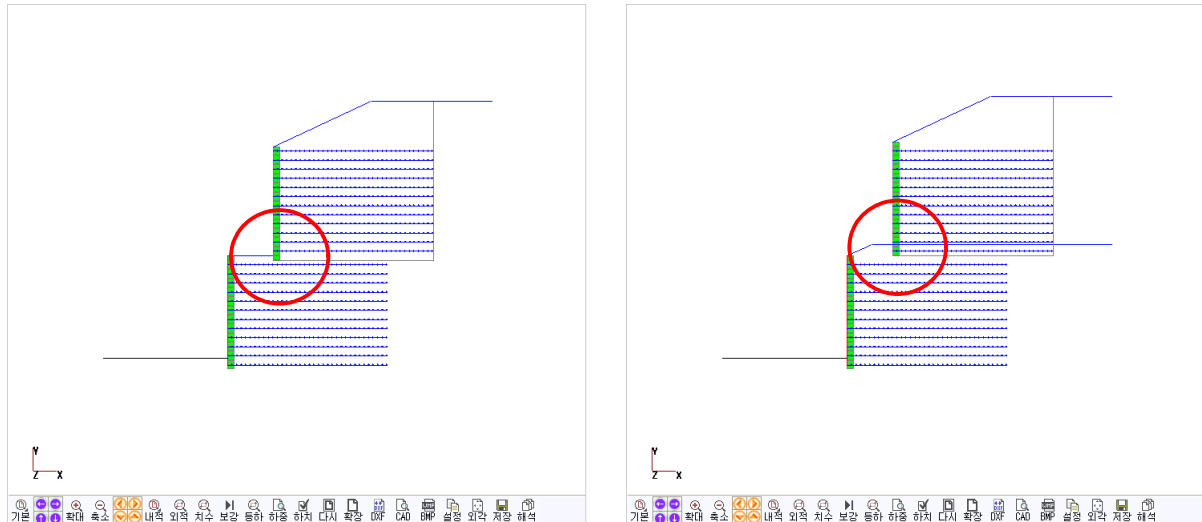 Y
Z X
기본 확대 축소 내적 외적 치수 보강 등하 하중 하치 다시 확장 DXF CAD BMP 설정 외각 저장 해석
Y
Z X
기본 확대 축소 내적 외적 치수 보강 등하 하중 하치 다시 확장 DXF CAD BMP 설정 외각 저장 해석